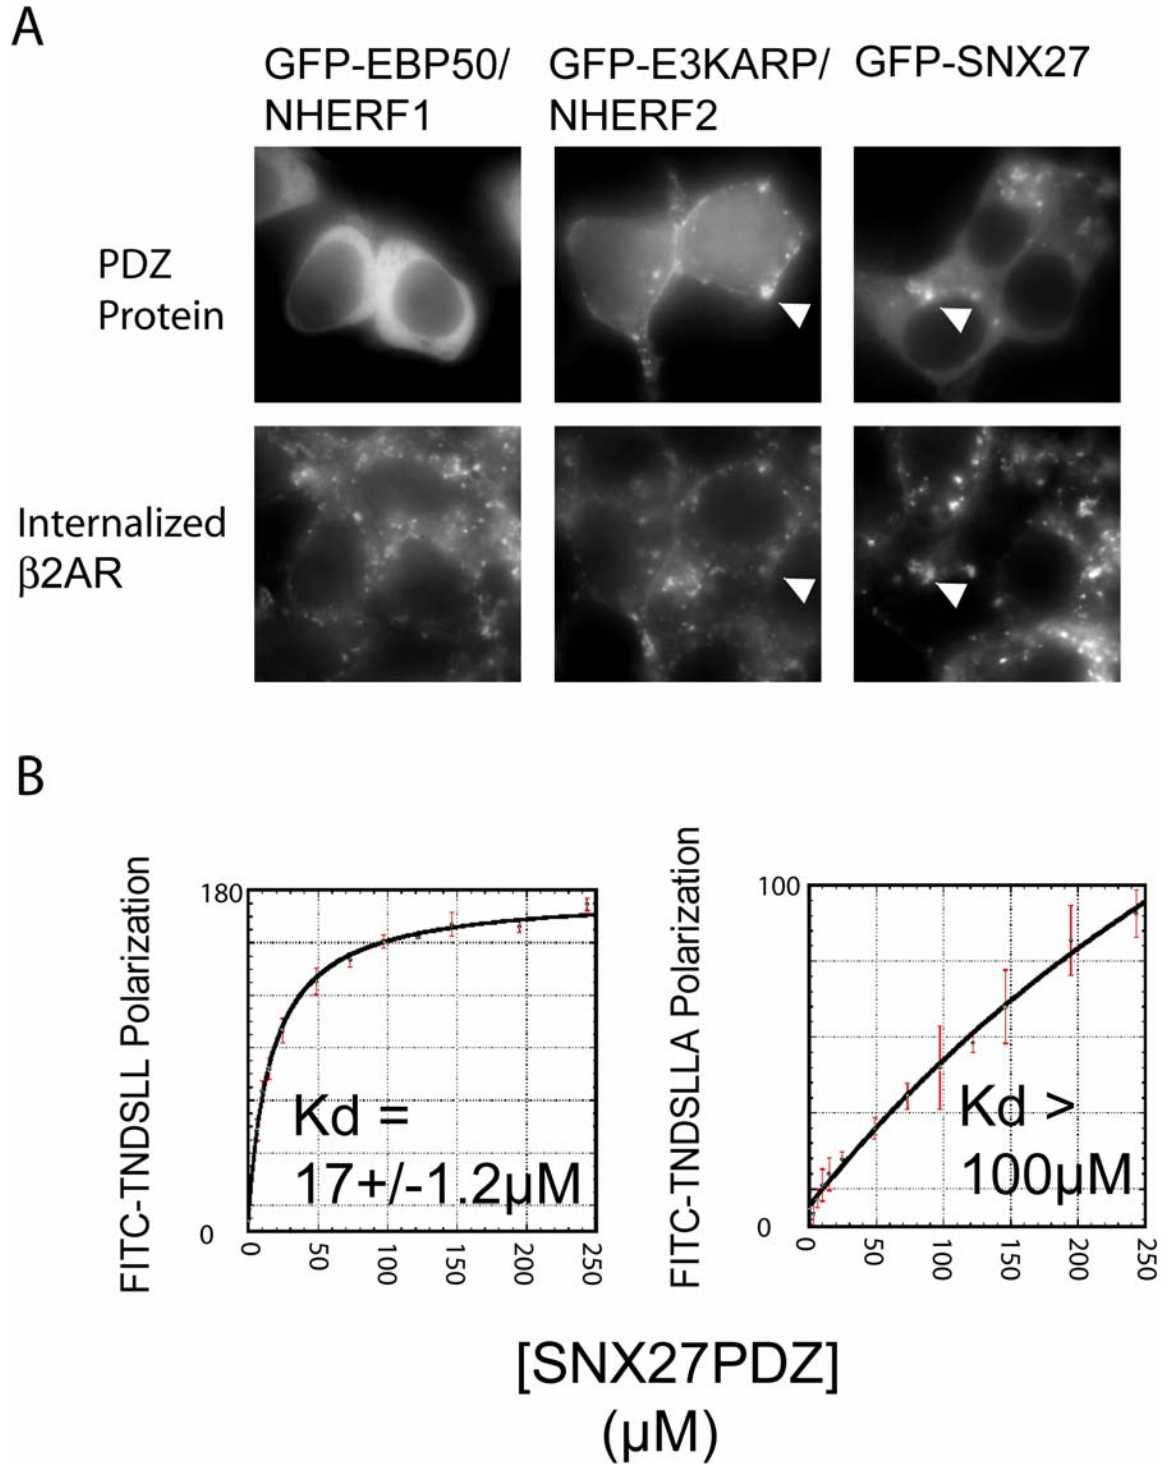 A
GFP-EBP50/
NHERF1
GFP-E3KARP/
NHERF2
GFP-SNX27
PDZ
Protein
Internalized
β2AR
B
FITC-TNDSLL Polarization
180
0
Kd =
17+/-1.2µM
0
50
100
150
200
250
FITC-TNDSLLA Polarization
100
0
Kd >
100µM
0
50
100
150
200
250
[SNX27PDZ]
(µM)